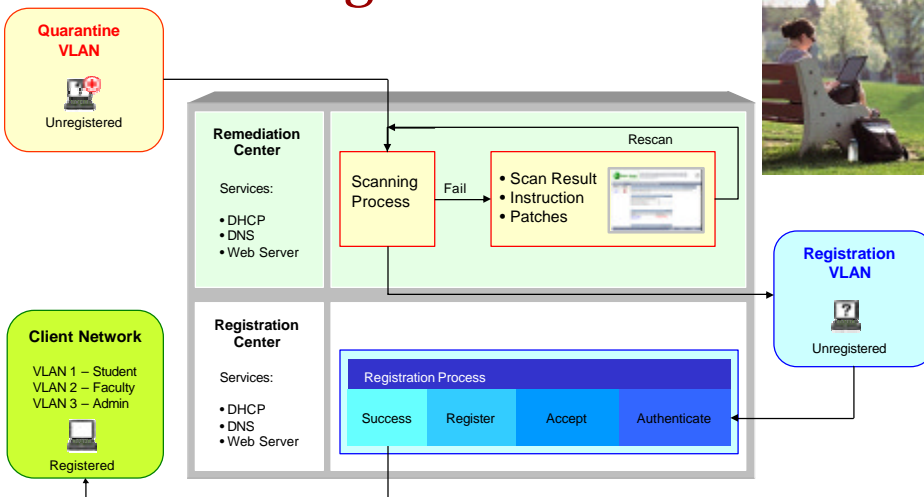 Quarantine
VLAN
Unregistered
Remediation
Center
Services:
• DHCP
• DNS
• Web Server
Scanning
Process
Fail
• Scan Result
• Instruction
• Patches
Rescan
Registration
VLAN
?
Unregistered
Registration
Center
Services:
• DHCP
• DNS
• Web Server
Registration Process
Success
Register
Accept
Authenticate
Client Network
VLAN 1 – Student
VLAN 2 – Faculty
VLAN 3 – Admin
Registered